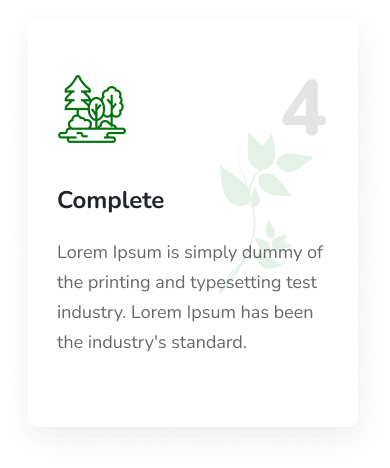 4
Complete
Lorem Ipsum is simply dummy of
the printing and typesetting test
industry. Lorem Ipsum has been
the industry's standard.